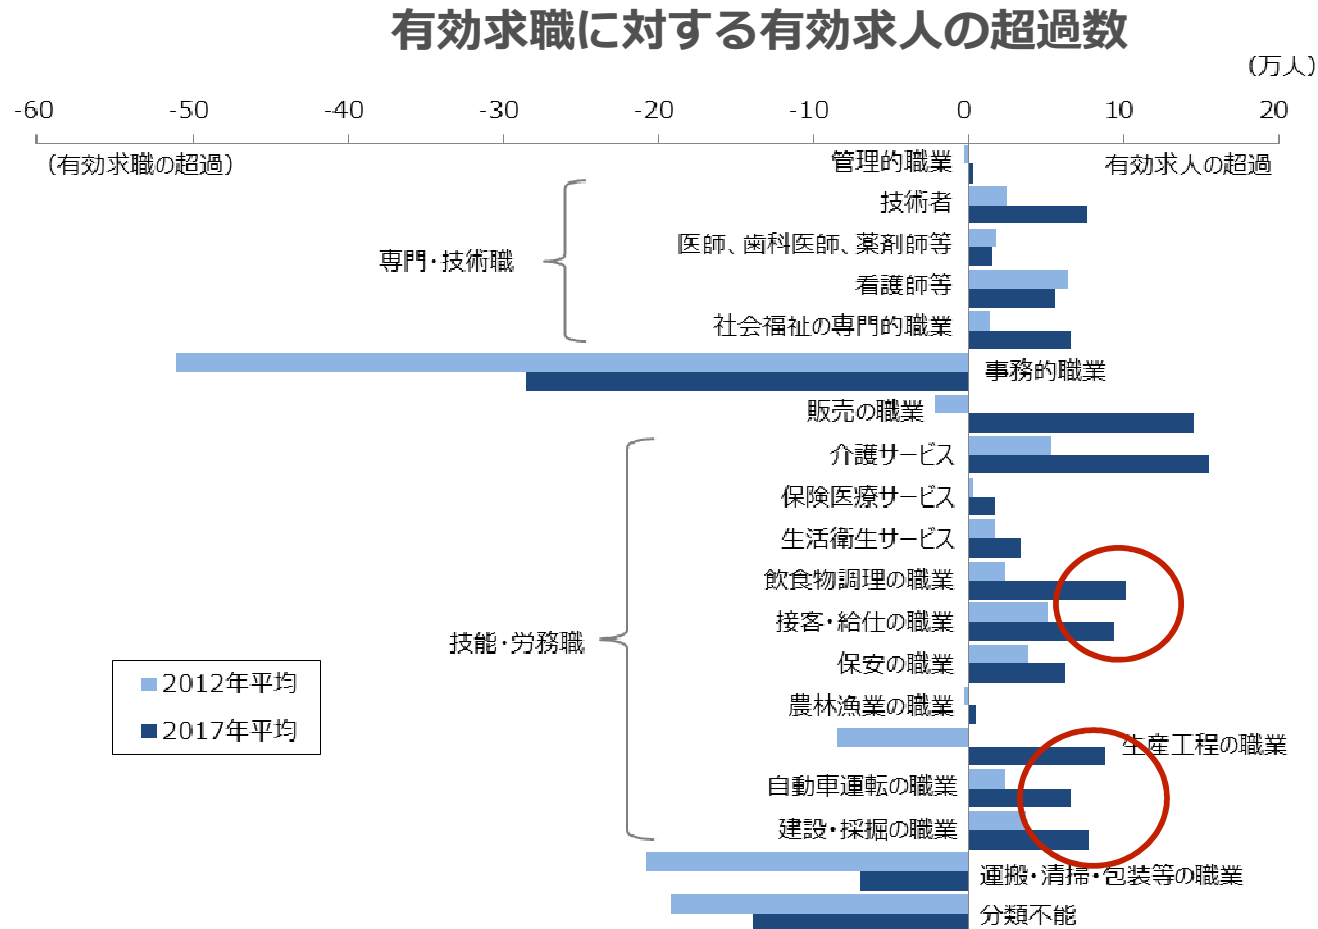 有効求職に対する有効求人の超過数
（万人）
-60 -50 -40 -30 -20 -10 0 10 20
（有効求職の超過）
有効求人の超過
管理的職業
技術者
医師、歯科医師、薬剤師等
専門・技術職
看護師等
社会福祉の専門的職業
事務的職業
販売の職業
介護サービス
保険医療サービス
生活衛生サービス
飲食物調理の職業
接客・給仕の職業
技能・労務職
保安の職業
2012年平均
農林漁業の職業
2017年平均
生産工程の職業
自動車運転の職業
建設・採掘の職業
運搬・清掃・包装等の職業
分類不能